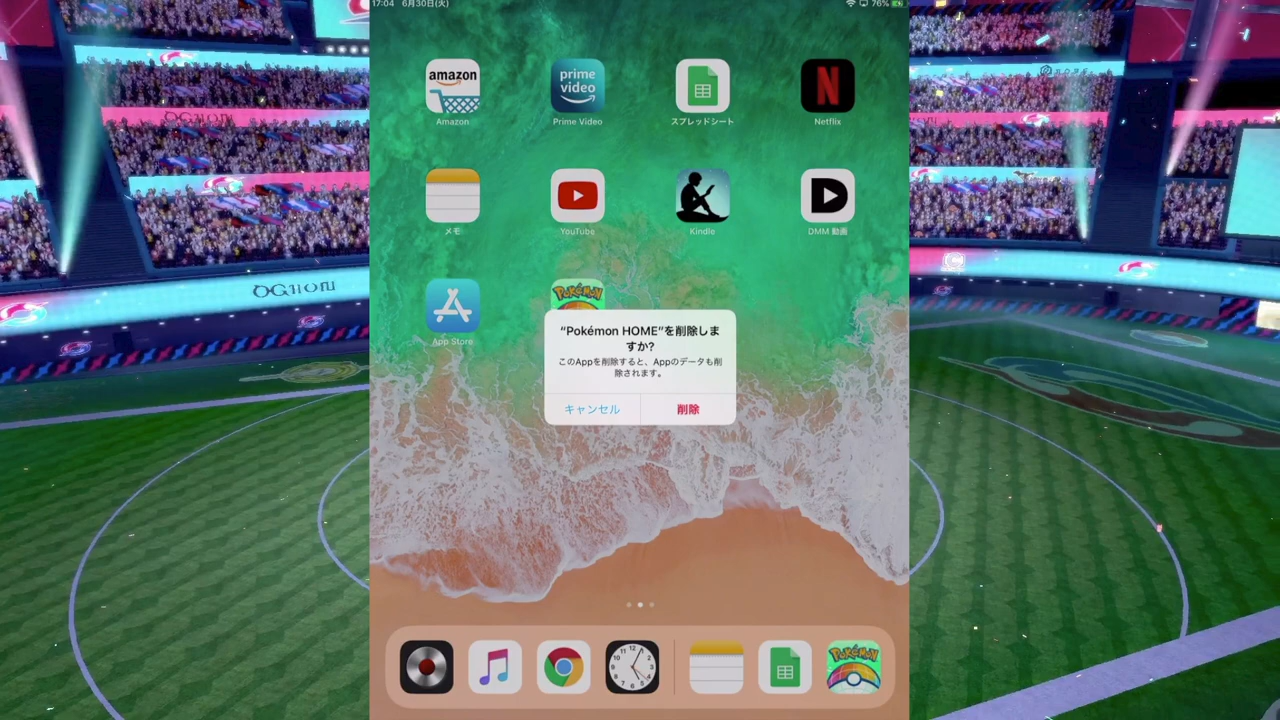 17:04 6月30日(火) 76%
amazon
prime
video
N
Amazon
Prime Video
スプレッドシート
Netflix
メモ
YouTube
Kindle
DMM 動画
POKÉMON
App Store
“Pokémon HOME”を削除しま
すか?
このAppを削除すると、Appのデータも削
除されます。
キャンセル
削除
POKÉMON